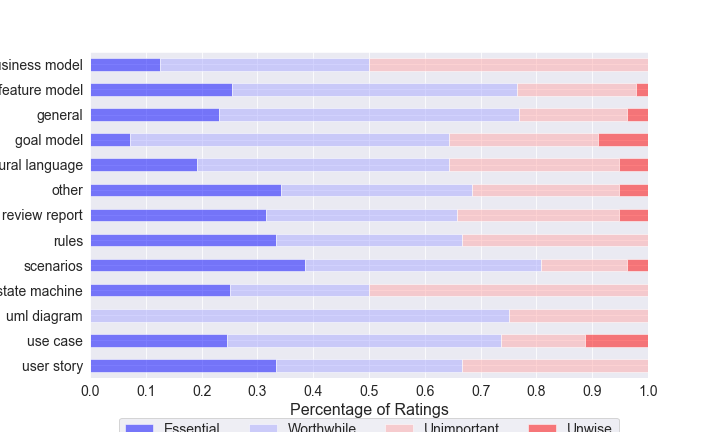 usiness model
feature model
general
goal model
ural language
other
review report
rules
scenarios
state machine
uml diagram
use case
user story
0.0 0.1 0.2 0.3 0.4 0.5 0.6 0.7 0.8 0.9 1.0
Percentage of Ratings
Essential Worthwhile Unimportant Unwise